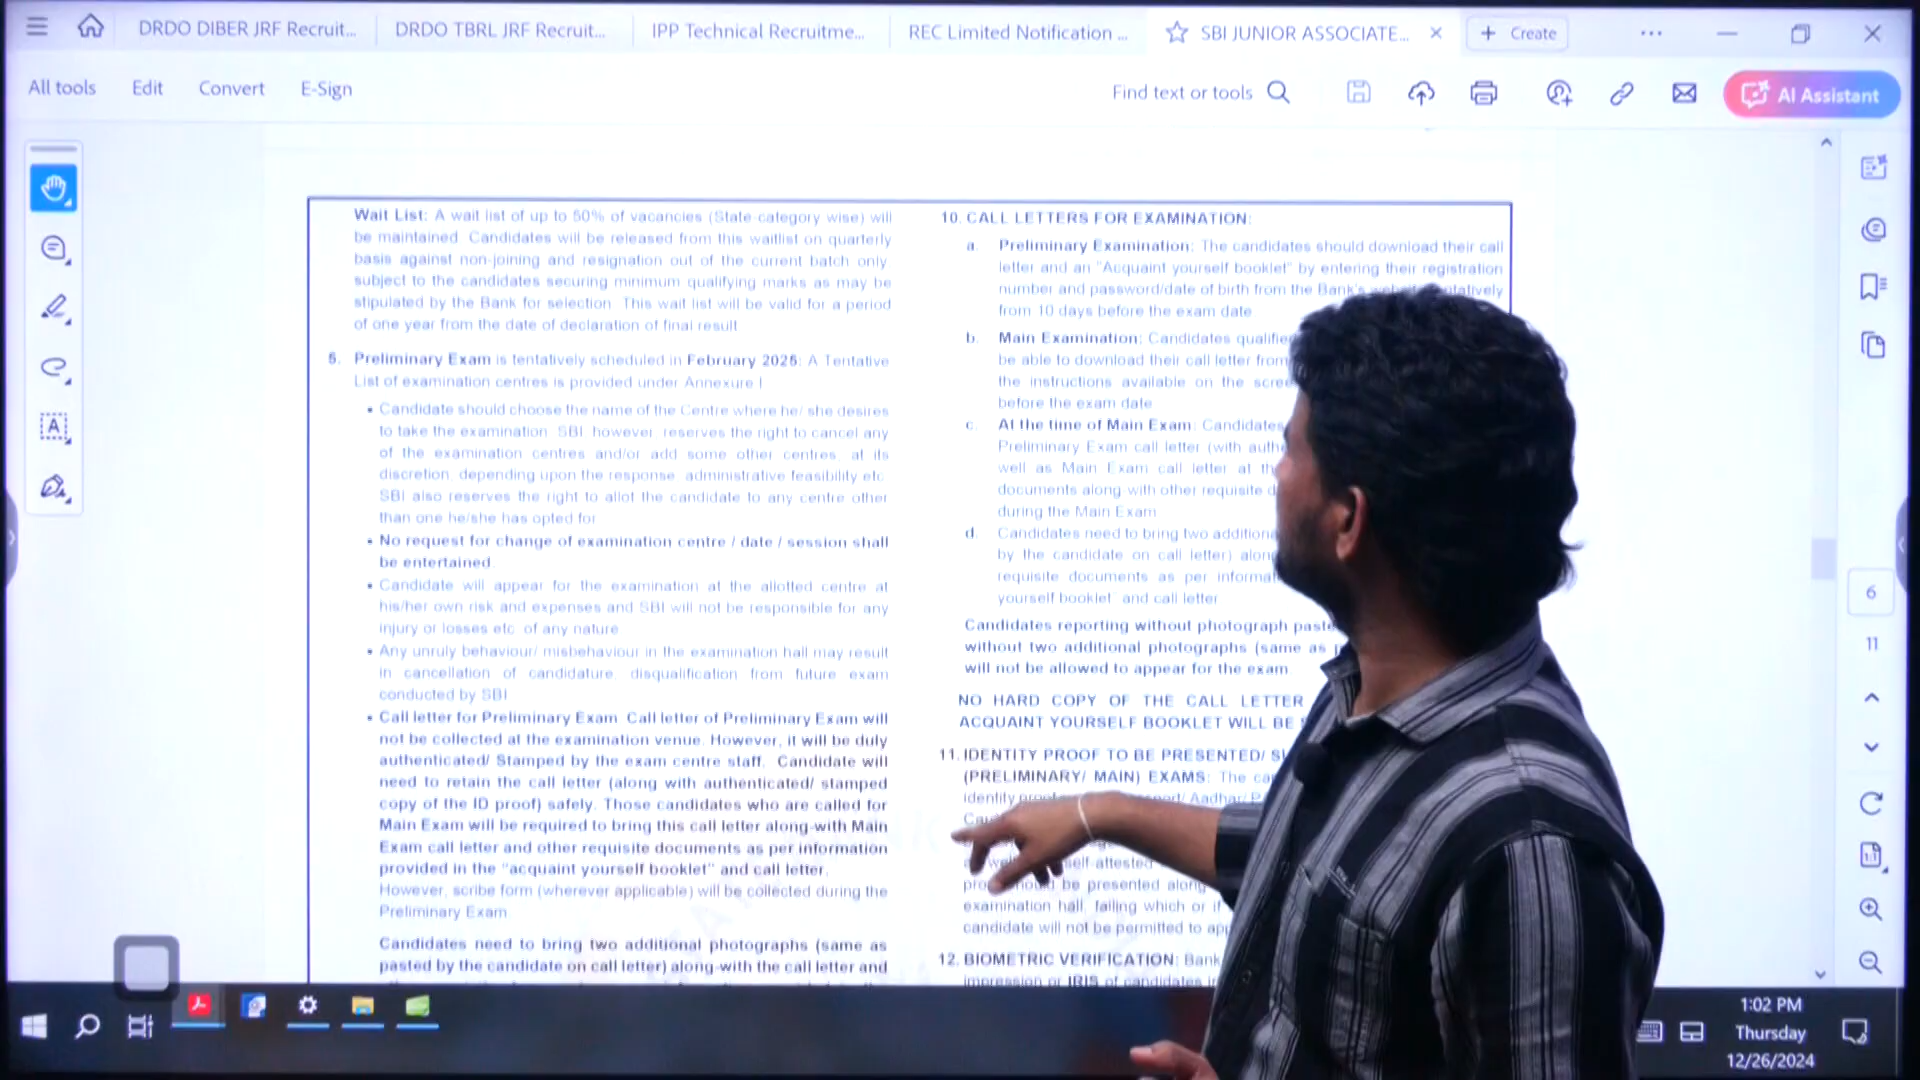 DRDO DIBER JRF Recruit...
DRDO TBRL JRF Recruit...
IPP Technical Recruitme...
REC Limited Notification ...
SBI JUNIOR ASSOCIATE...
Create
All tools
Edit
Convert
E-Sign
Find text or tools
AI Assistant
Wait List: A wait list of up to 50% of vacancies (State-category wise) will
be maintained. Candidates will be released from this waitlist on quarterly
basis against non-joining and resignation out of the current batch only,
subject to the candidates securing minimum qualifying marks as may be
stipulated by the Bank for selection. This wait list will be valid for a period
of one year from the date of declaration of final result.
5. Preliminary Exam is tentatively scheduled in February 2025: A Tentative
List of examination centres is provided under Annexure I
• Candidate should choose the name of the Centre where he/ she desires
to take the examination. SBI, however, reserves the right to cancel any
of the examination centres and/or add some other centres, at its
discretion, depending upon the response, administrative feasibility etc.
SBI also reserves the right to allot the candidate to any centre other
than one he/she has opted for.
• No request for change of examination centre / date / session shall
be entertained.
• Candidate will appear for the examination at the allotted centre at
his/her own risk and expenses and SBI will not be responsible for any
injury or losses etc. of any nature.
• Any unruly behaviour/ misbehaviour in the examination hall may result
in cancellation of candidature, disqualification from future exam
conducted by SBI
• Call letter for Preliminary Exam. Call letter of Preliminary Exam will
not be collected at the examination venue. However, it will be duly
authenticated/ Stamped by the exam centre staff. Candidate will
need to retain the call letter (along with authenticated/ stamped
copy of the ID proof) safely. Those candidates who are called for
Main Exam will be required to bring this call letter along-with Main
Exam call letter and other requisite documents as per information
provided in the "acquaint yourself booklet" and call letter.
However, scribe form (wherever applicable) will be collected during the
Preliminary Exam
Candidates need to bring two additional photographs (same as
pasted by the candidate on call letter) along-with the call letter and
10. CALL LETTERS FOR EXAMINATION:
a. Preliminary Examination: The candidates should download their call
letter and an "Acquaint yourself booklet" by entering their registration
number and password/date of birth from the Bank's
from 10 days before the exam date.
b. Main Examination: Candidates qualified
be able to download their call letter from
the instructions available on the
before the exam date
c. At the time of Main Exam: Candidates
Preliminary Exam call letter (with
well as Main Exam call letter at
documents along with other requisite
during the Main Exam
d. Candidates need to bring two
by the candidate on call letter)
requisite documents as per
yourself booklet" and call letter
Candidates reporting without photograph
without two additional photographs (same as
will not be allowed to appear for the exam.
NO HARD COPY OF THE CALL LETTER
ACQUAINT YOURSELF BOOKLET WILL BE
11. IDENTITY PROOF TO BE PRESENTED/
(PRELIMINARY/ MAIN) EXAMS: The
identity Aadhar/
be presented along
examination hall, failing which or if
candidate will not be permitted to
12. BIOMETRIC VERIFICATION: Bank
impression or IRIS of candidates
6
11
1:02 PM
Thursday
12/26/2024